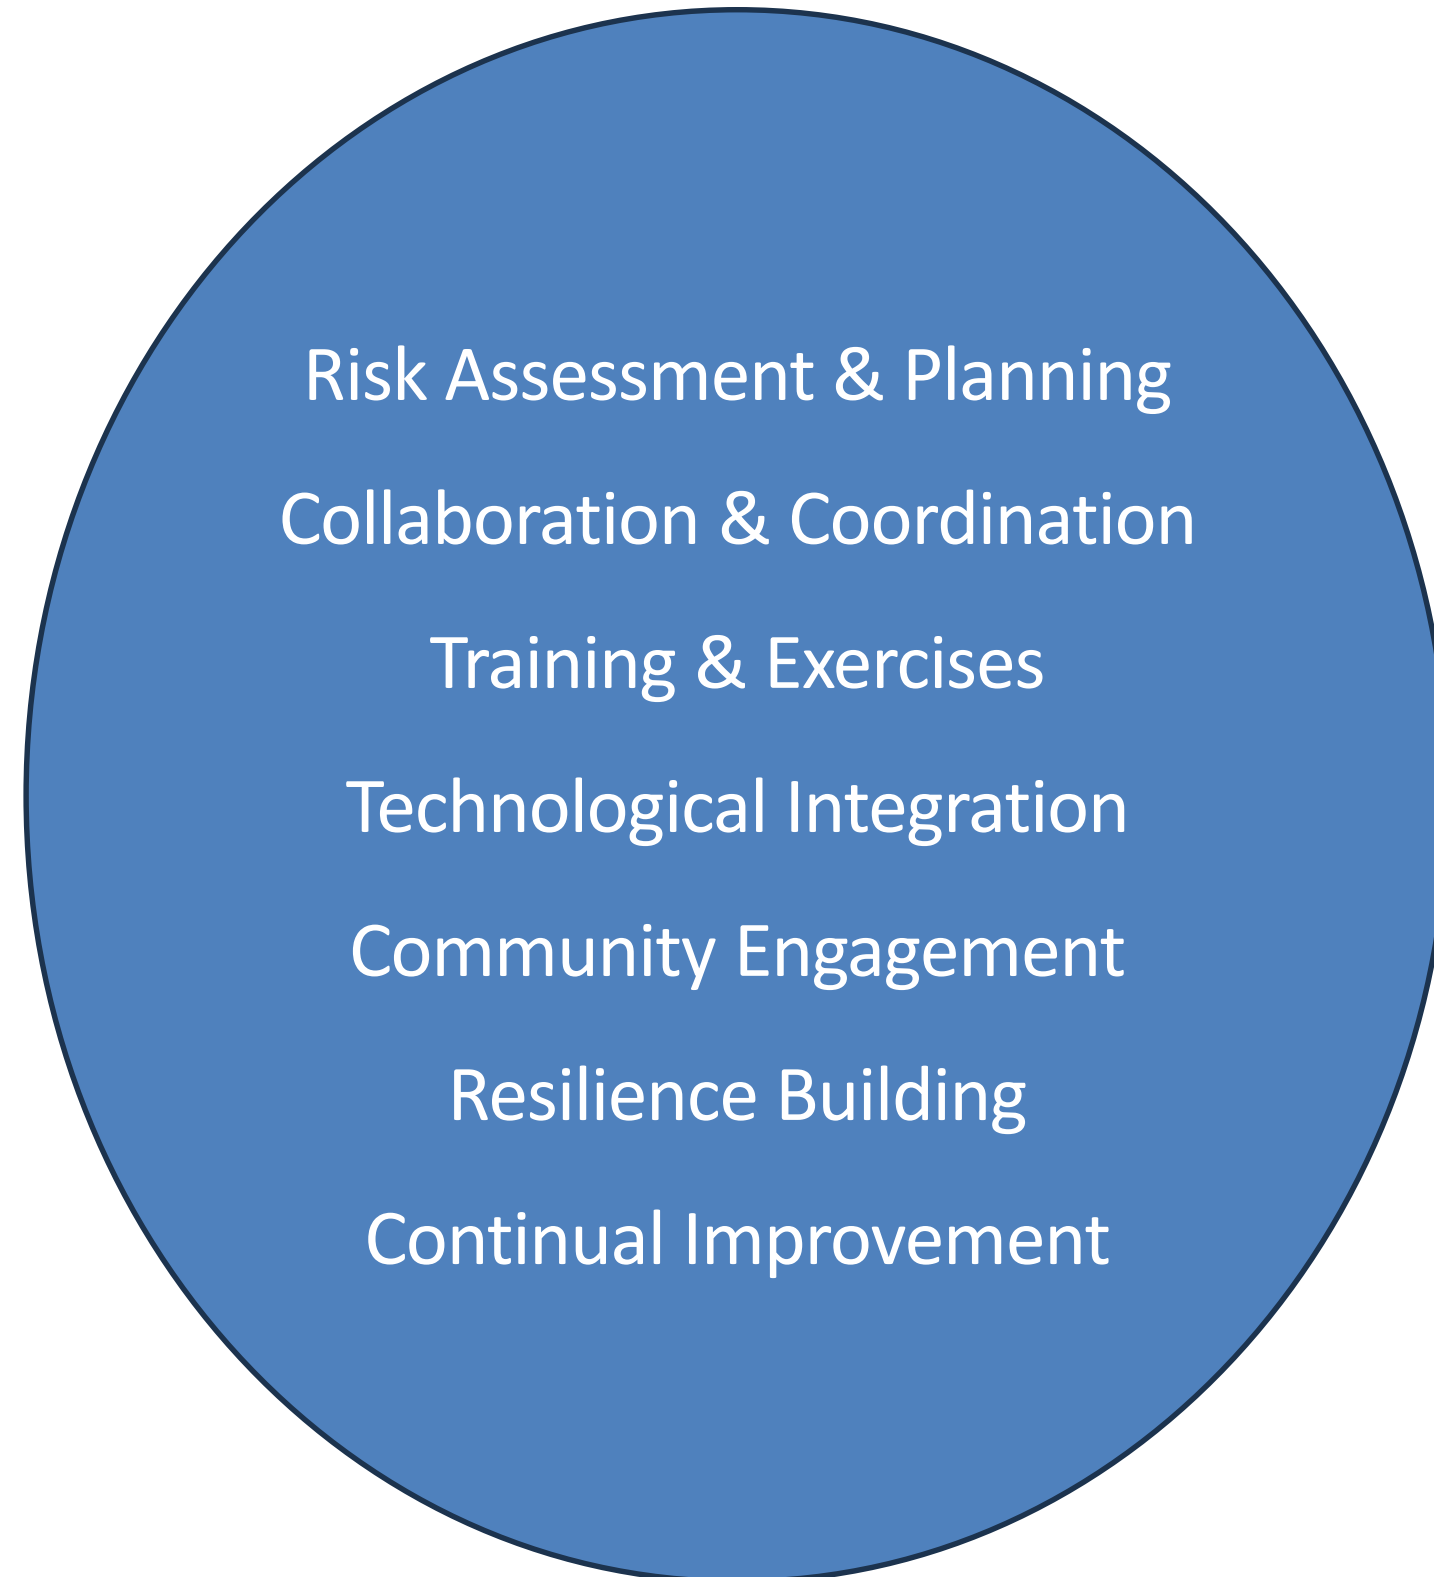 Risk Assessment & Planning
Collaboration & Coordination
Training & Exercises
Technological Integration
Community Engagement
Resilience Building
Continual Improvement